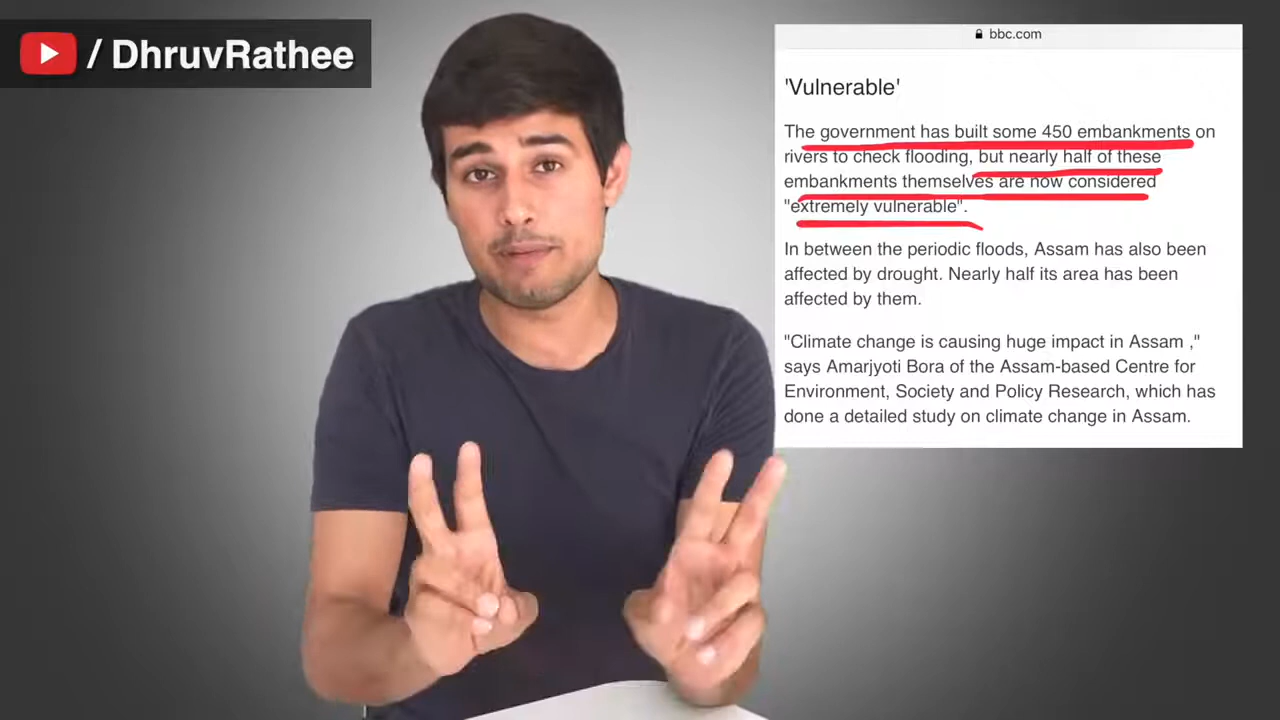 / DhruvRathee
bbc.com
'Vulnerable'
The government has built some 450 embankments on
rivers to check flooding, but nearly half of these
embankments themselves are now considered
"extremely vulnerable".
In between the periodic floods, Assam has also been
affected by drought. Nearly half its area has been
affected by them.
"Climate change is causing huge impact in Assam ,"
says Amarjyoti Bora of the Assam-based Centre for
Environment, Society and Policy Research, which has
done a detailed study on climate change in Assam.